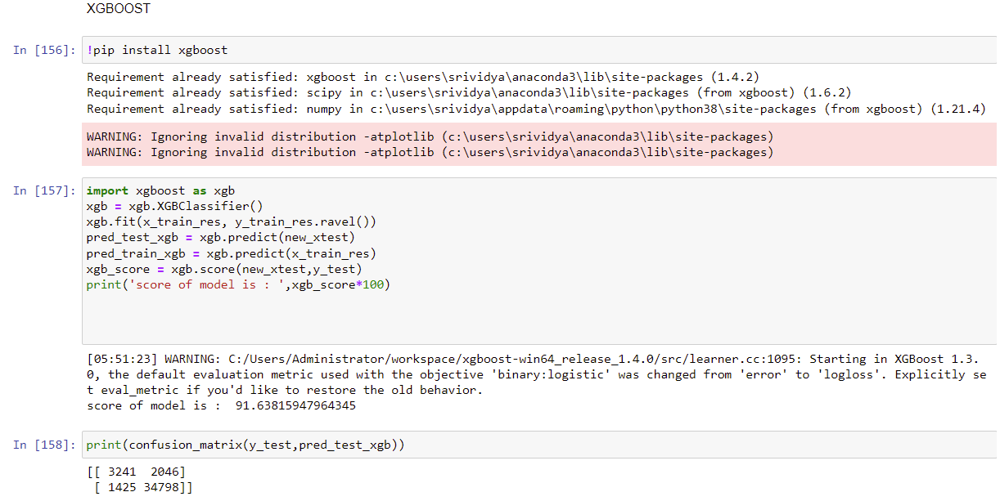 XGBOOST
In [156]: !pip install xgboost
Requirement already satisfied: xgboost in c:\users\srividya\anaconda3\lib\site-packages (1.4.2)
Requirement already satisfied: scipy in c:\users\srividya\anaconda3\lib\site-packages (from xgboost) (1.6.2)
Requirement already satisfied: numpy in c:\users\srividya\appdata\roaming\python\python38\site-packages (from xgboost) (1.21.4)
WARNING: Ignoring invalid distribution -atplotlib (c:\users\srividya\anaconda3\lib\site-packages)
WARNING: Ignoring invalid distribution -atplotlib (c:\users\srividya\anaconda3\lib\site-packages)
In [157]: import xgboost as xgb
xgb = xgb.XGBClassifier()
xgb.fit(x_train_res, y_train_res.ravel())
pred_test_xgb = xgb.predict(new_xtest)
pred_train_xgb = xgb.predict(x_train_res)
xgb_score = xgb.score(new_xtest,y_test)
print('score of model is : ',xgb_score*100)
[05:51:23] WARNING: C:/Users/Administrator/workspace/xgboost-win64_release_1.4.0/src/learner.cc:1095: Starting in XGBoost 1.3.
0, the default evaluation metric used with the objective 'binary:logistic' was changed from 'error' to 'logloss'. Explicitly se
t eval_metric if you'd like to restore the old behavior.
score of model is :  91.63815947964345
In [158]: print(confusion_matrix(y_test,pred_test_xgb))
[[ 3241  2046]
 [ 1425 34798]]